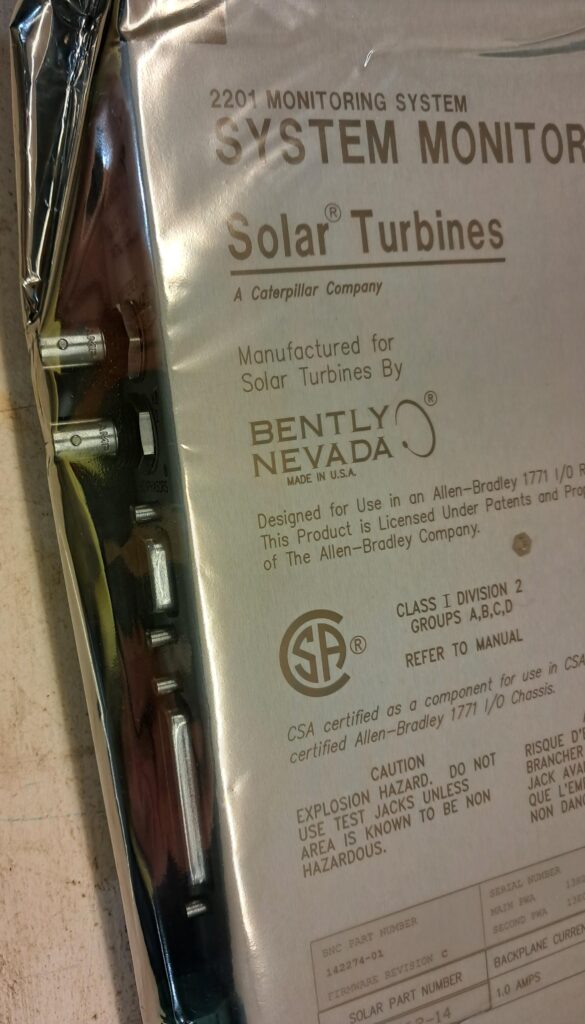 2201 MONITORING SYSTEM
SYSTEM MONITOR
Solar® Turbines
A Caterpillar Company
Manufactured for
Solar Turbines By
BENTLY®
NEVADA
MADE IN U.S.A.
Designed for Use in an Allen-Bradley 1771 I/O
This Product is Licensed Under Patents and
of The Allen-Bradley Company.
CLASS I DIVISION 2
GROUPS A,B,C,D
SA®
REFER TO MANUAL
CSA certified as a component for use in CSA
certified Allen-Bradley 1771 I/O Chassis.
CAUTION
EXPLOSION HAZARD. DO NOT
USE TEST JACKS UNLESS
AREA IS KNOWN TO BE NON
HAZARDOUS.
RISQUE
BRANCHER
JACK
QUE
NON
BNC PART NUMBER
142274-01
FIRMWARE REVISION C
SOLAR PART NUMBER
SERIAL NUMBER
MAIN PWA
SECOND PWA
BACKPLANE
1.0 AMPS